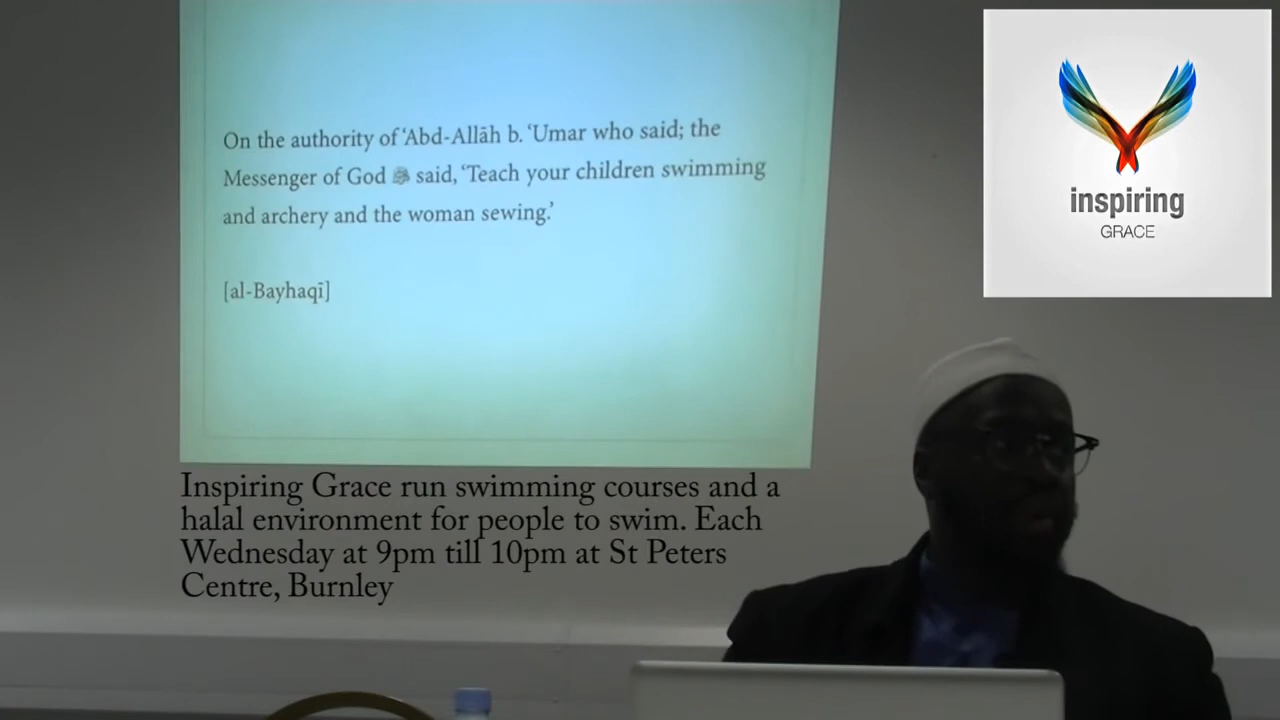 On the authority of ‘Abd-Allāh b. ‘Umar who said; the
Messenger of God ﷺ said, ‘Teach your children swimming
and archery and the woman sewing.’
[al-Bayhaqī]
inspiring
GRACE
Inspiring Grace run swimming courses and a
halal environment for people to swim. Each
Wednesday at 9pm till 10pm at St Peters
Centre, Burnley